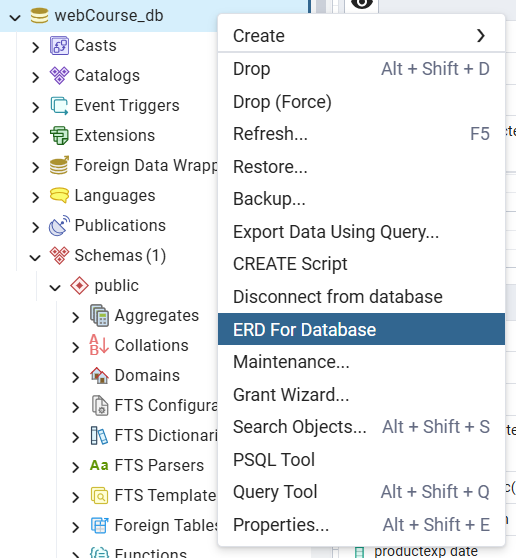 webCourse_db
Casts
Catalogs
Event Triggers
Extensions
Foreign Data Wrapp
Languages
Publications
Schemas (1)
public
Aggregates
Collations
Domains
FTS Configura
FTS Dictionari
Aa FTS Parsers
FTS Template
Foreign Tables
Functions
Create
Drop Alt + Shift + D
Drop (Force)
Refresh... F5
Restore...
Backup...
Export Data Using Query...
CREATE Script
Disconnect from database
ERD For Database
Maintenance...
Grant Wizard...
Search Objects... Alt + Shift + S
PSQL Tool
Query Tool Alt + Shift + Q
Properties... Alt + Shift + E
productexp date